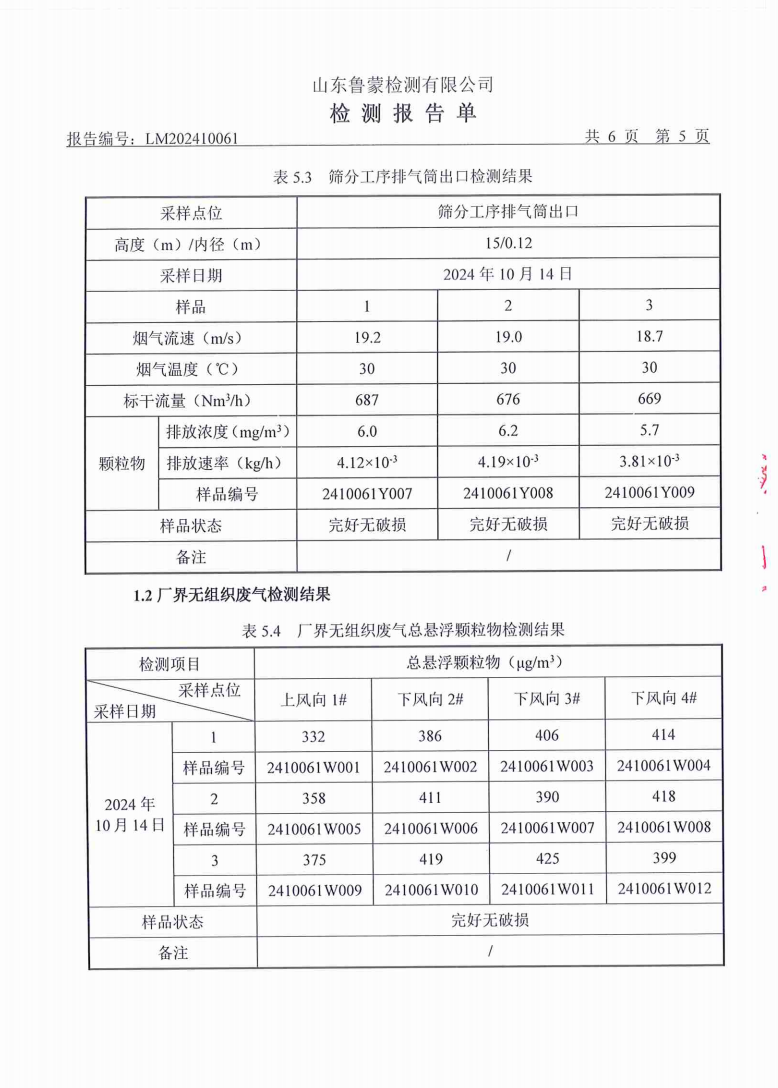 山东鲁蒙检测有限公司
检 测 报 告 单
报告编号：LM202410061 共 6 页 第 5 页
表 5.3 筛分工序排气筒出口检测结果
采样点位 筛分工序排气筒出口
高度（m）/内径（m） 15/0.12
采样日期 2024 年 10 月 14 日
样品 1 2 3
烟气流速（m/s） 19.2 19.0 18.7
烟气温度（℃） 30 30 30
标干流量（Nm³/h） 687 676 669
颗粒物 排放浓度（mg/m³） 6.0 6.2 5.7
排放速率（kg/h） 4.12×10⁻³ 4.19×10⁻³ 3.81×10⁻³
样品编号 2410061Y007 2410061Y008 2410061Y009
样品状态 完好无破损 完好无破损 完好无破损
备注 /
1.2 厂界无组织废气检测结果
表 5.4 厂界无组织废气总悬浮颗粒物检测结果
检测项目 总悬浮颗粒物（μg/m³）
采样点位 上风向 1# 下风向 2# 下风向 3# 下风向 4#
采样日期
1 332 386 406 414
样品编号 2410061W001 2410061W002 2410061W003 2410061W004
2024 年 2 358 411 390 418
10 月 14 日 样品编号 2410061W005 2410061W006 2410061W007 2410061W008
3 375 419 425 399
样品编号 2410061W009 2410061W010 2410061W011 2410061W012
样品状态 完好无破损
备注 /